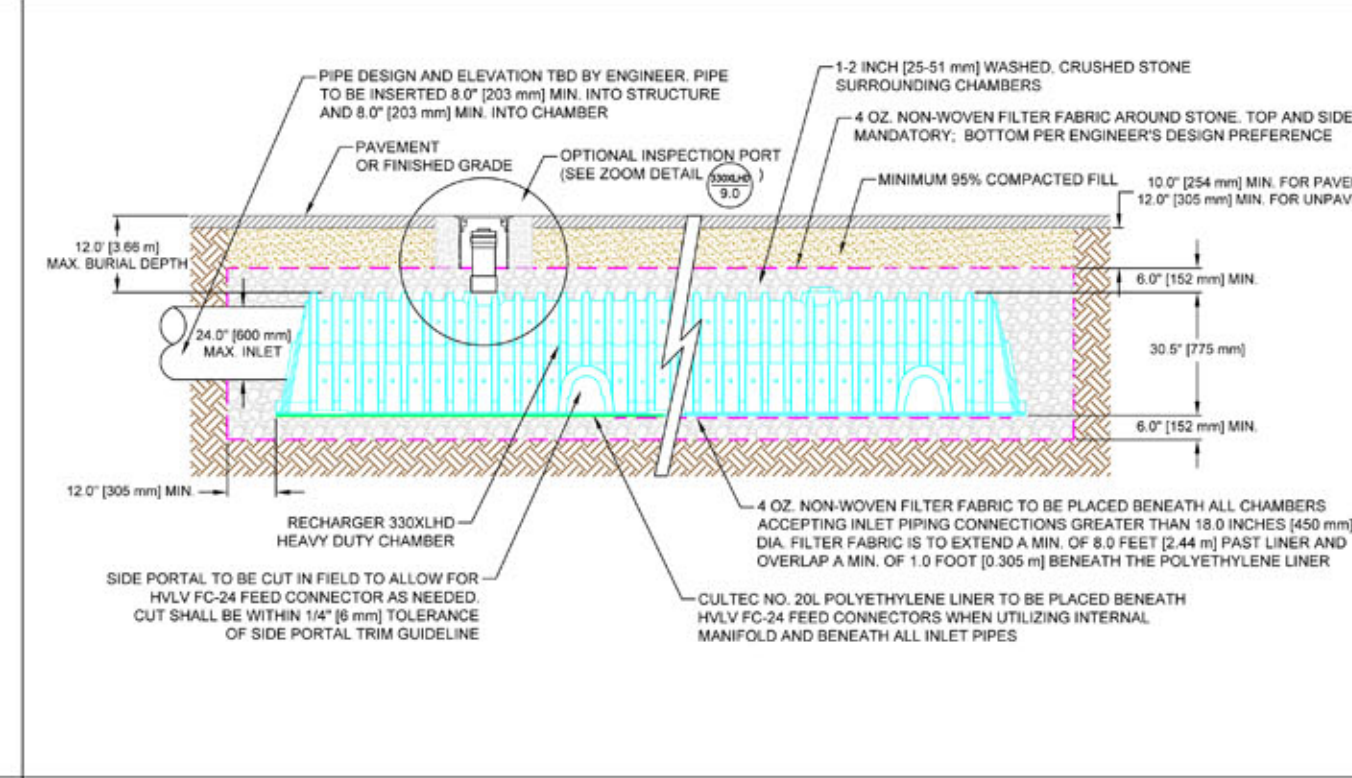 PIPE DESIGN AND ELEVATION TBD BY ENGINEER. PIPE
TO BE INSERTED 8.0" [203 mm] MIN. INTO STRUCTURE
AND 8.0" [203 mm] MIN. INTO CHAMBER
1-2 INCH [25-51 mm] WASHED, CRUSHED STONE
SURROUNDING CHAMBERS
4 OZ. NON-WOVEN FILTER FABRIC AROUND STONE. TOP AND SIDE
MANDATORY; BOTTOM PER ENGINEER'S DESIGN PREFERENCE
PAVEMENT
OR FINISHED GRADE
OPTIONAL INSPECTION PORT
(SEE ZOOM DETAIL 330XLHD )
9.0
MINIMUM 95% COMPACTED FILL
10.0" [254 mm] MIN. FOR PAVE
12.0" [305 mm] MIN. FOR UNPAV
12.0' [3.66 m]
MAX. BURIAL DEPTH
6.0" [152 mm] MIN.
24.0" [600 mm]
MAX. INLET
30.5" [775 mm]
6.0" [152 mm] MIN.
12.0" [305 mm] MIN.
RECHARGER 330XLHD
HEAVY DUTY CHAMBER
4 OZ. NON-WOVEN FILTER FABRIC TO BE PLACED BENEATH ALL CHAMBERS
ACCEPTING INLET PIPING CONNECTIONS GREATER THAN 18.0 INCHES [450 mm]
DIA. FILTER FABRIC IS TO EXTEND A MIN. OF 8.0 FEET [2.44 m] PAST LINER AND
OVERLAP A MIN. OF 1.0 FOOT [0.305 m] BENEATH THE POLYETHYLENE LINER
SIDE PORTAL TO BE CUT IN FIELD TO ALLOW FOR
HVLV FC-24 FEED CONNECTOR AS NEEDED.
CUT SHALL BE WITHIN 1/4" [6 mm] TOLERANCE
OF SIDE PORTAL TRIM GUIDELINE
CULTEC NO. 20L POLYETHYLENE LINER TO BE PLACED BENEATH
HVLV FC-24 FEED CONNECTORS WHEN UTILIZING INTERNAL
MANIFOLD AND BENEATH ALL INLET PIPES